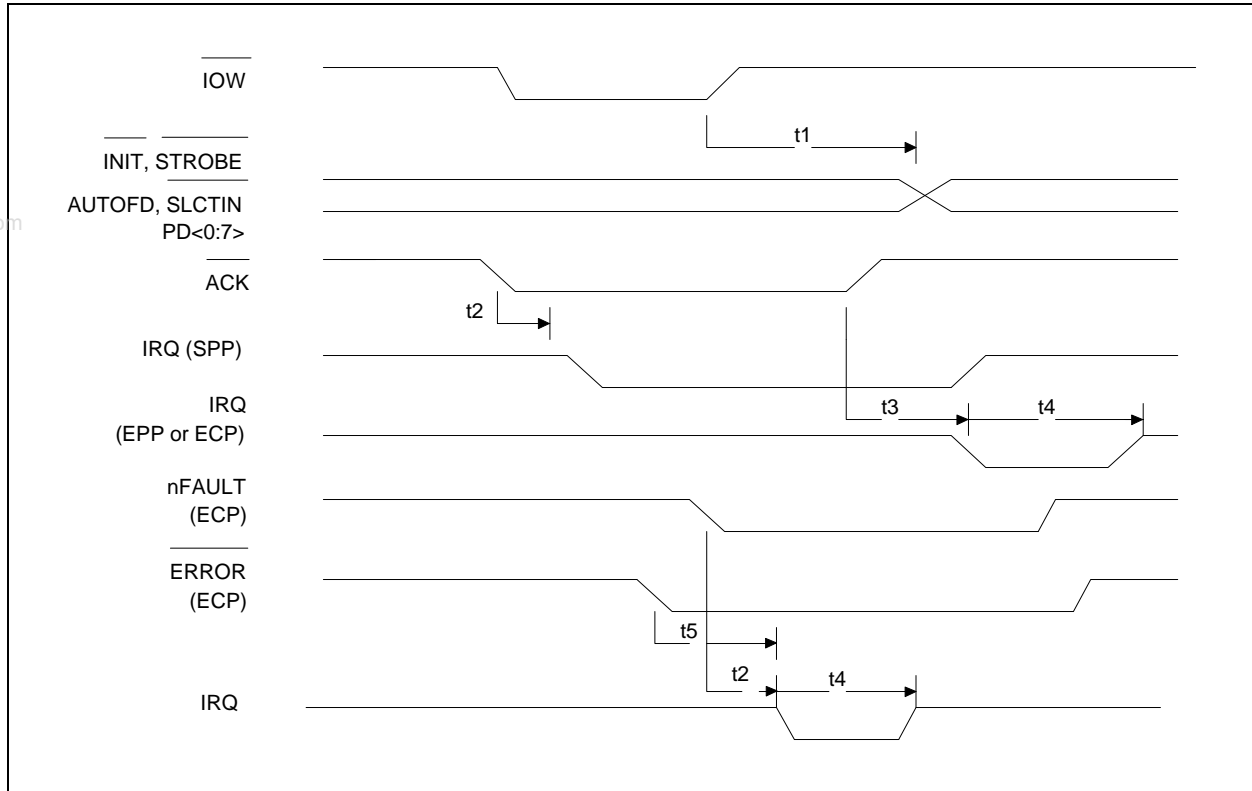 IOW
t1
INIT, STROBE
AUTOFD, SLCTIN
om
PD<0:7>
ACK
t2
IRQ (SPP)
IRQ
t3
t4
(EPP or ECP)
nFAULT
(ECP)
ERROR
(ECP)
t5
t2
t4
IRQ